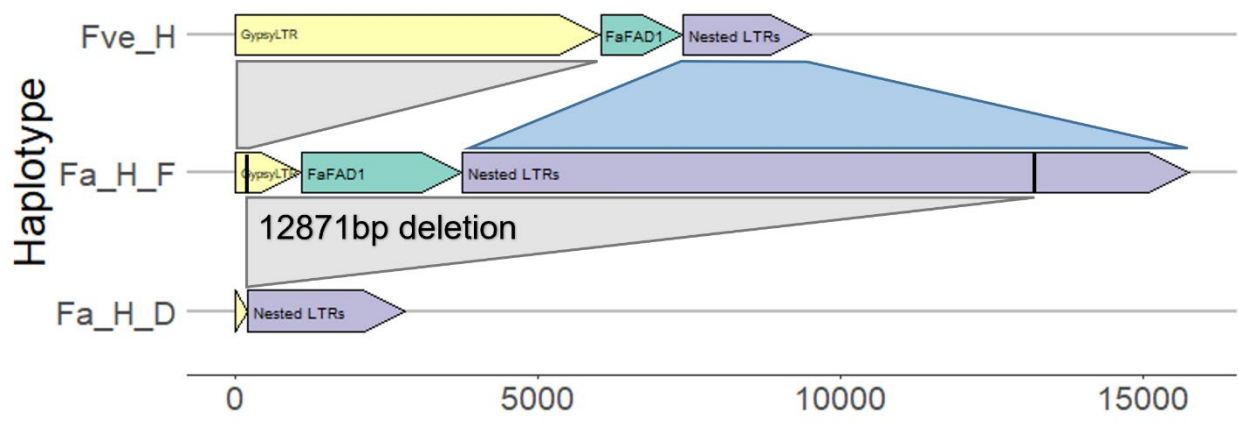 Haplotype
Fve_H
GypsyLTR
FaFAD1
Nested LTRs
Fa_H_F
GypsyLTR
FaFAD1
Nested LTRs
12871bp deletion
Fa_H_D
Nested LTRs
0
5000
10000
15000